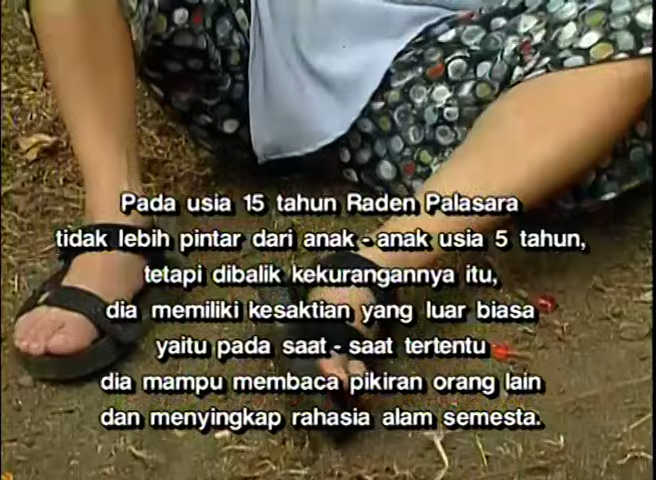 Pada usia 15 tahun Raden Palasara
tidak lebih pintar dari anak - anak usia 5 tahun,
tetapi dibalik kekurangannya itu,
dia memiliki kesaktian yang luar biasa
yaitu pada saat - saat tertentu
dia mampu membaca pikiran orang lain
dan menyingkap rahasia alam semesta.